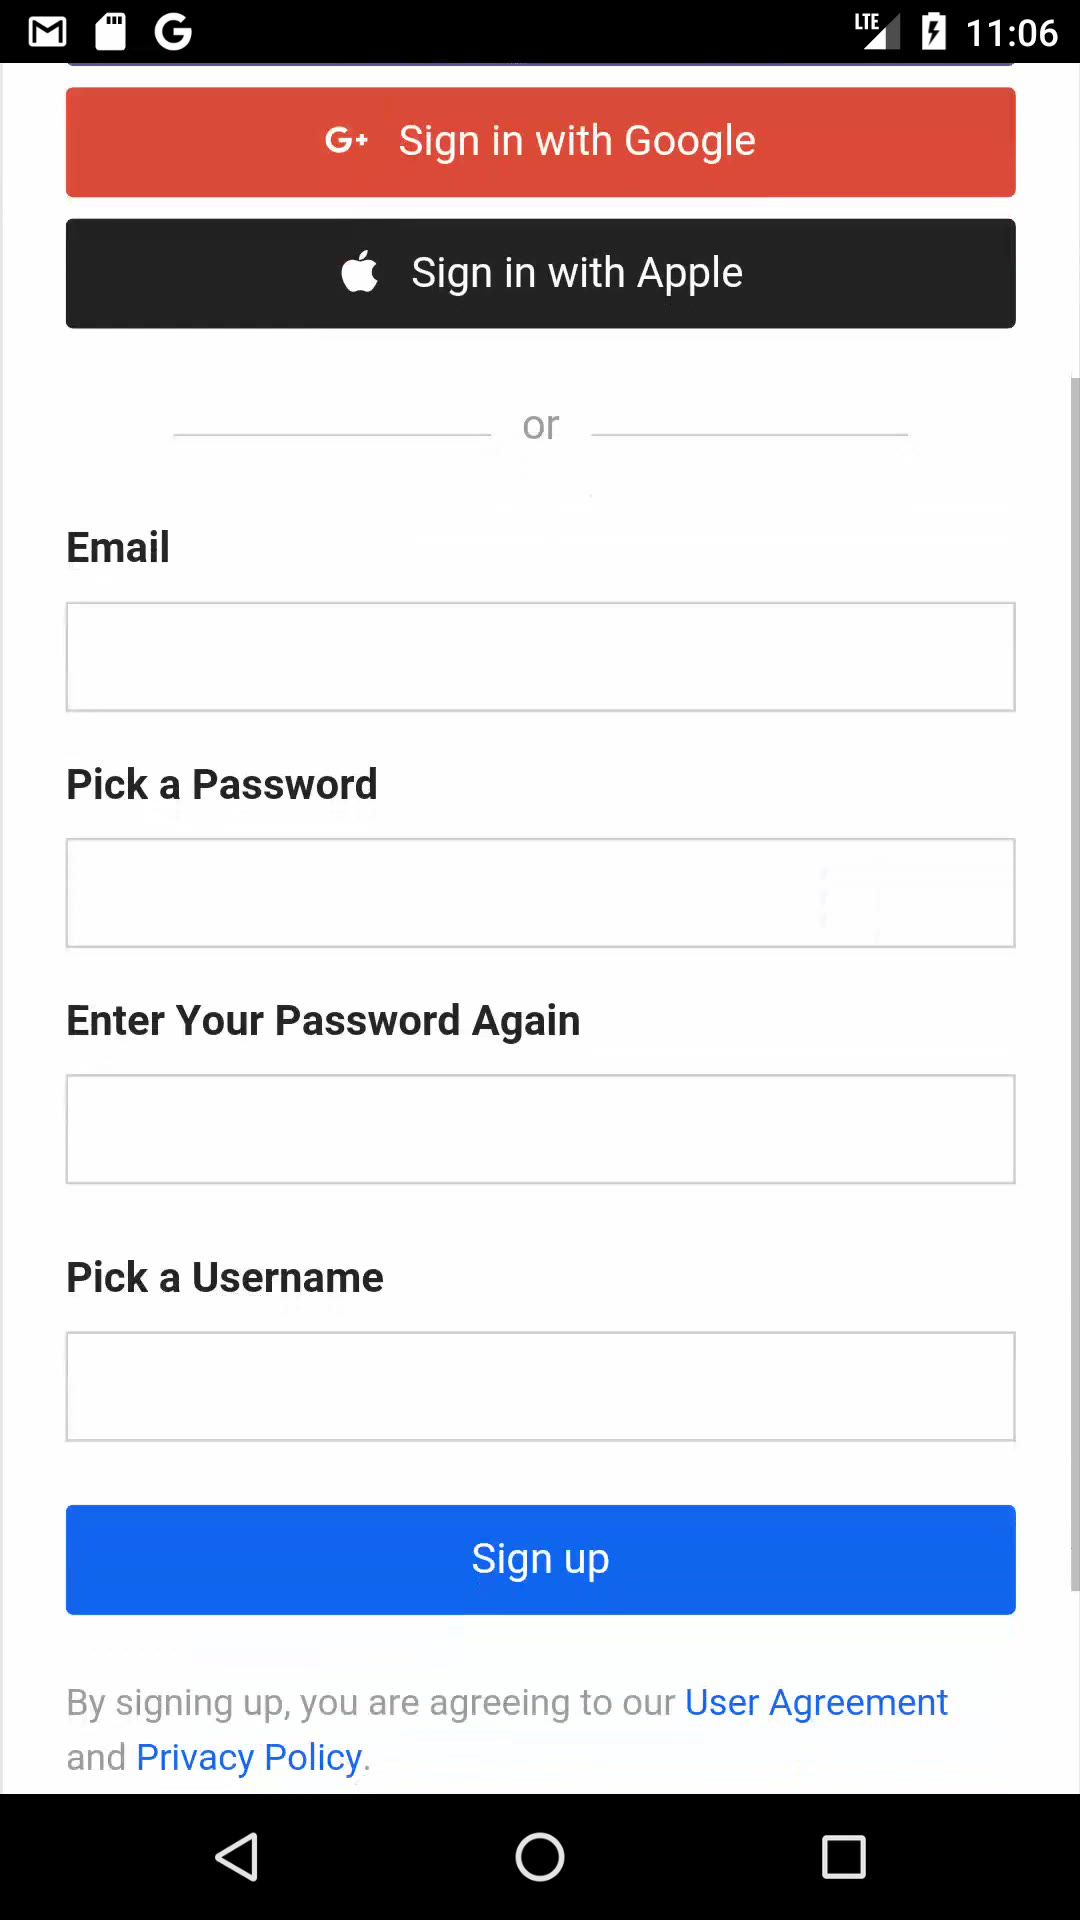 LTE 11:06
G+ Sign in with Google
Sign in with Apple
or
Email
Pick a Password
Enter Your Password Again
Pick a Username
Sign up
By signing up, you are agreeing to our User Agreement
and Privacy Policy.